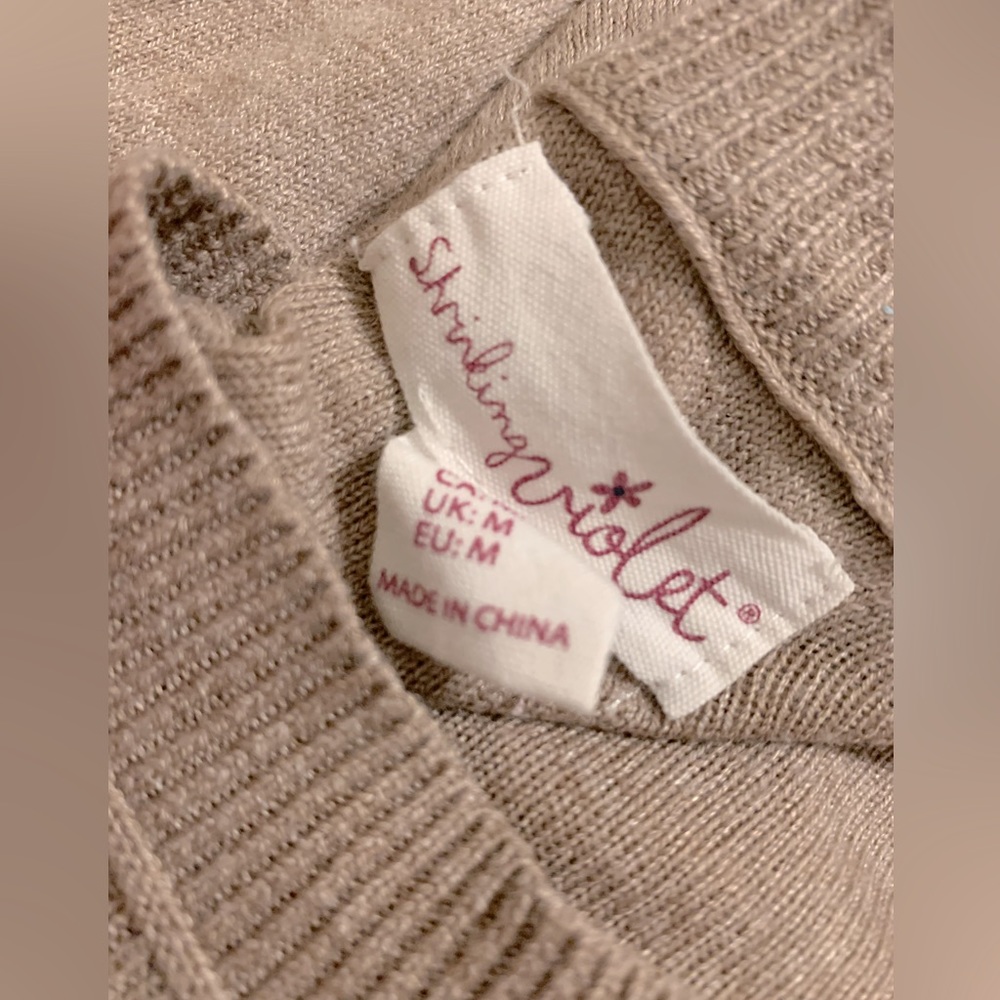 Shrinking
Violet®
UK: M
EU: M
MADE IN CHINA